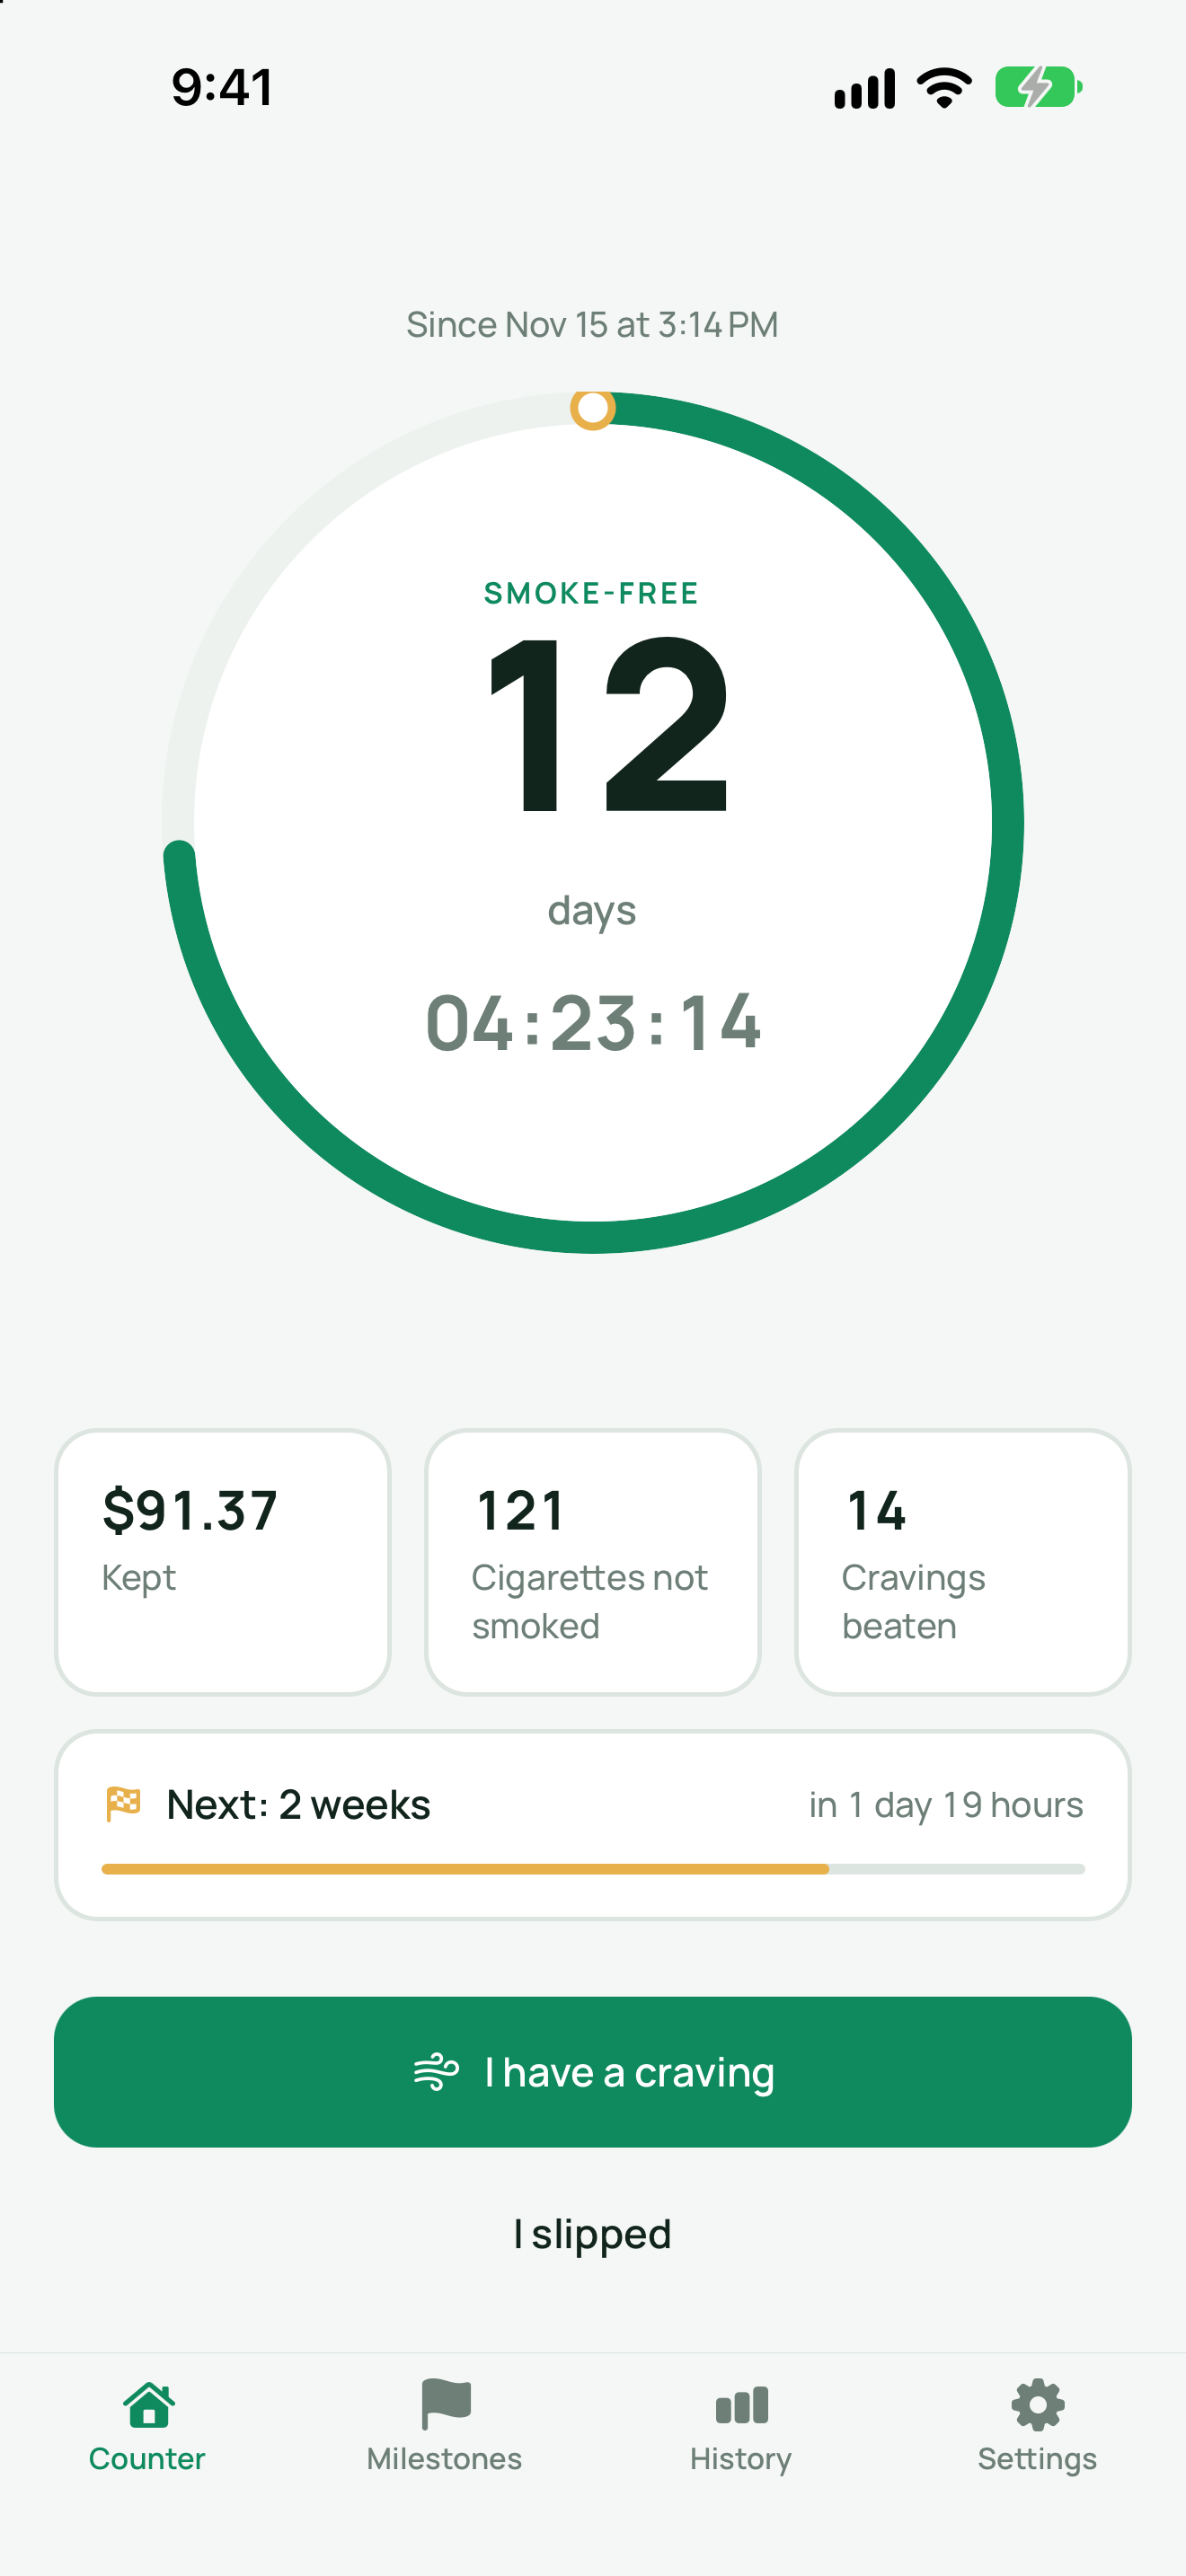 9:41
Since Nov 15 at 3:14 PM
SMOKE-FREE
12
days
04:23:14
$91.37
Kept
121
Cigarettes not
smoked
14
Cravings
beaten
Next: 2 weeks
in 1 day 19 hours
I have a craving
I slipped
Counter
Milestones
History
Settings